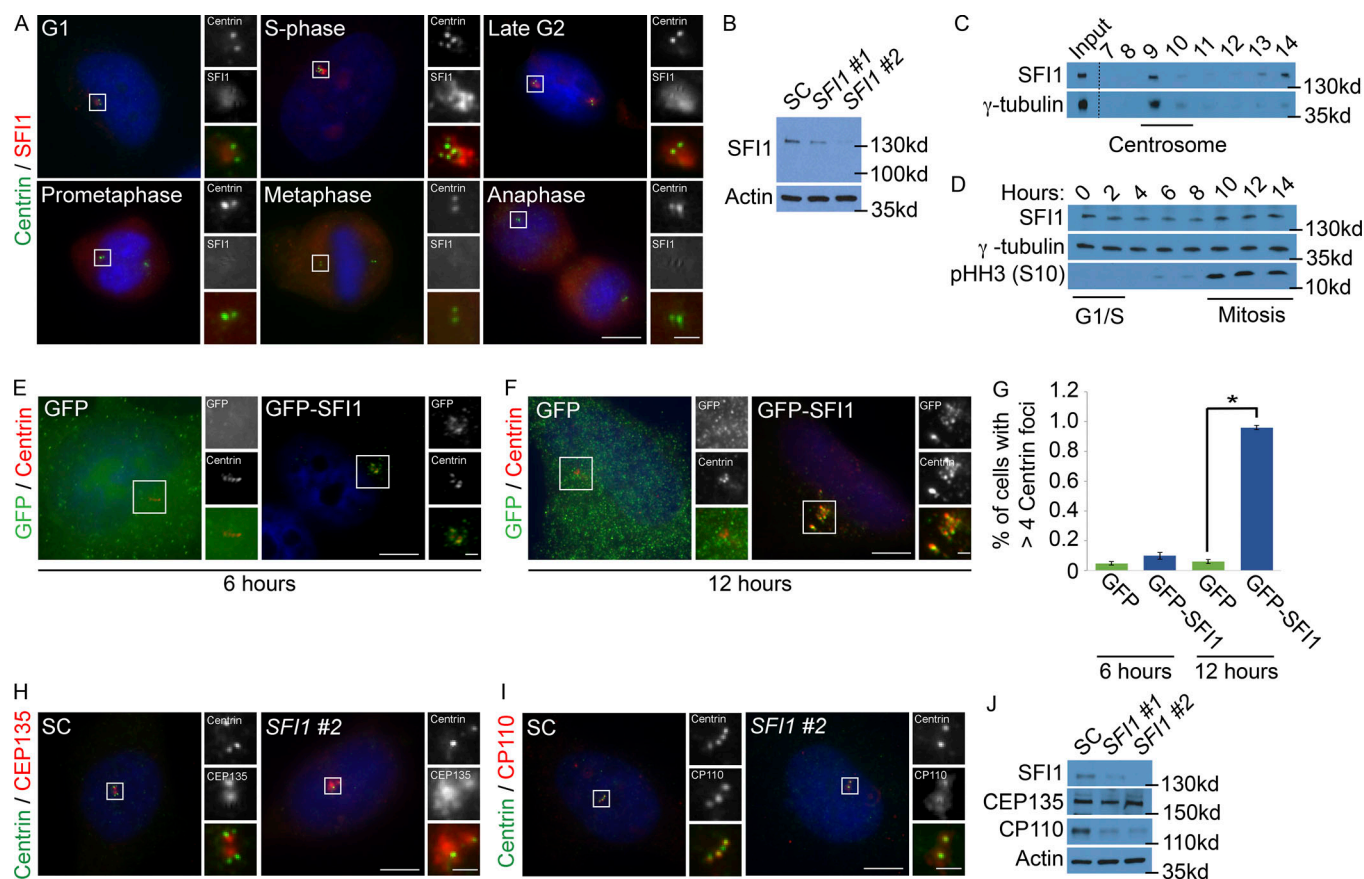 A
Centrin / SFI1
G1
Centrin
SFI1
S-phase
Centrin
SFI1
Late G2
Centrin
SFI1
Prometaphase
Centrin
SFI1
Metaphase
Centrin
SFI1
Anaphase
Centrin
SFI1
B
SC
SFI1 #1
SFI1 #2
SFI1
130kd
100kd
Actin
35kd
C
Input
7
8
9
10
11
12
13
14
SFI1
130kd
γ-tubulin
35kd
Centrosome
D
Hours:
0
2
4
6
8
10
12
14
SFI1
130kd
γ -tubulin
35kd
pHH3 (S10)
10kd
G1/S
Mitosis
E
GFP / Centrin
GFP
GFP
Centrin
GFP-SFI1
GFP
Centrin
6 hours
F
GFP / Centrin
GFP
GFP
Centrin
GFP-SFI1
GFP
Centrin
12 hours
G
% of cells with
> 4 Centrin foci
1.2
1.0
0.8
0.6
0.4
0.2
0
*
GFP
GFP-SFI1
GFP
GFP-SFI1
6 hours
12 hours
H
Centrin / CEP135
SC
Centrin
CEP135
SFI1 #2
Centrin
CEP135
I
Centrin / CP110
SC
Centrin
CP110
SFI1 #2
Centrin
CP110
J
SC
SFI1 #1
SFI1 #2
SFI1
130kd
CEP135
150kd
CP110
110kd
Actin
35kd